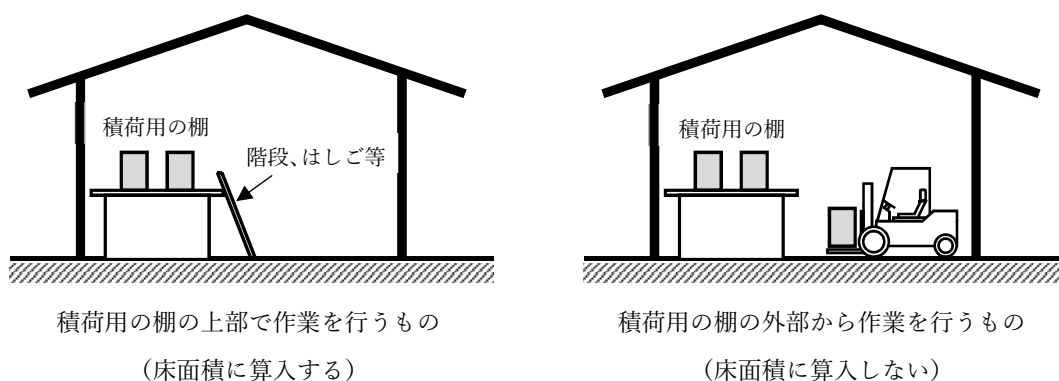 積荷用の棚
階段、はしご等
積荷用の棚の上部で作業を行うもの
（床面積に算入する）
積荷用の棚
積荷用の棚の外部から作業を行うもの
（床面積に算入しない）